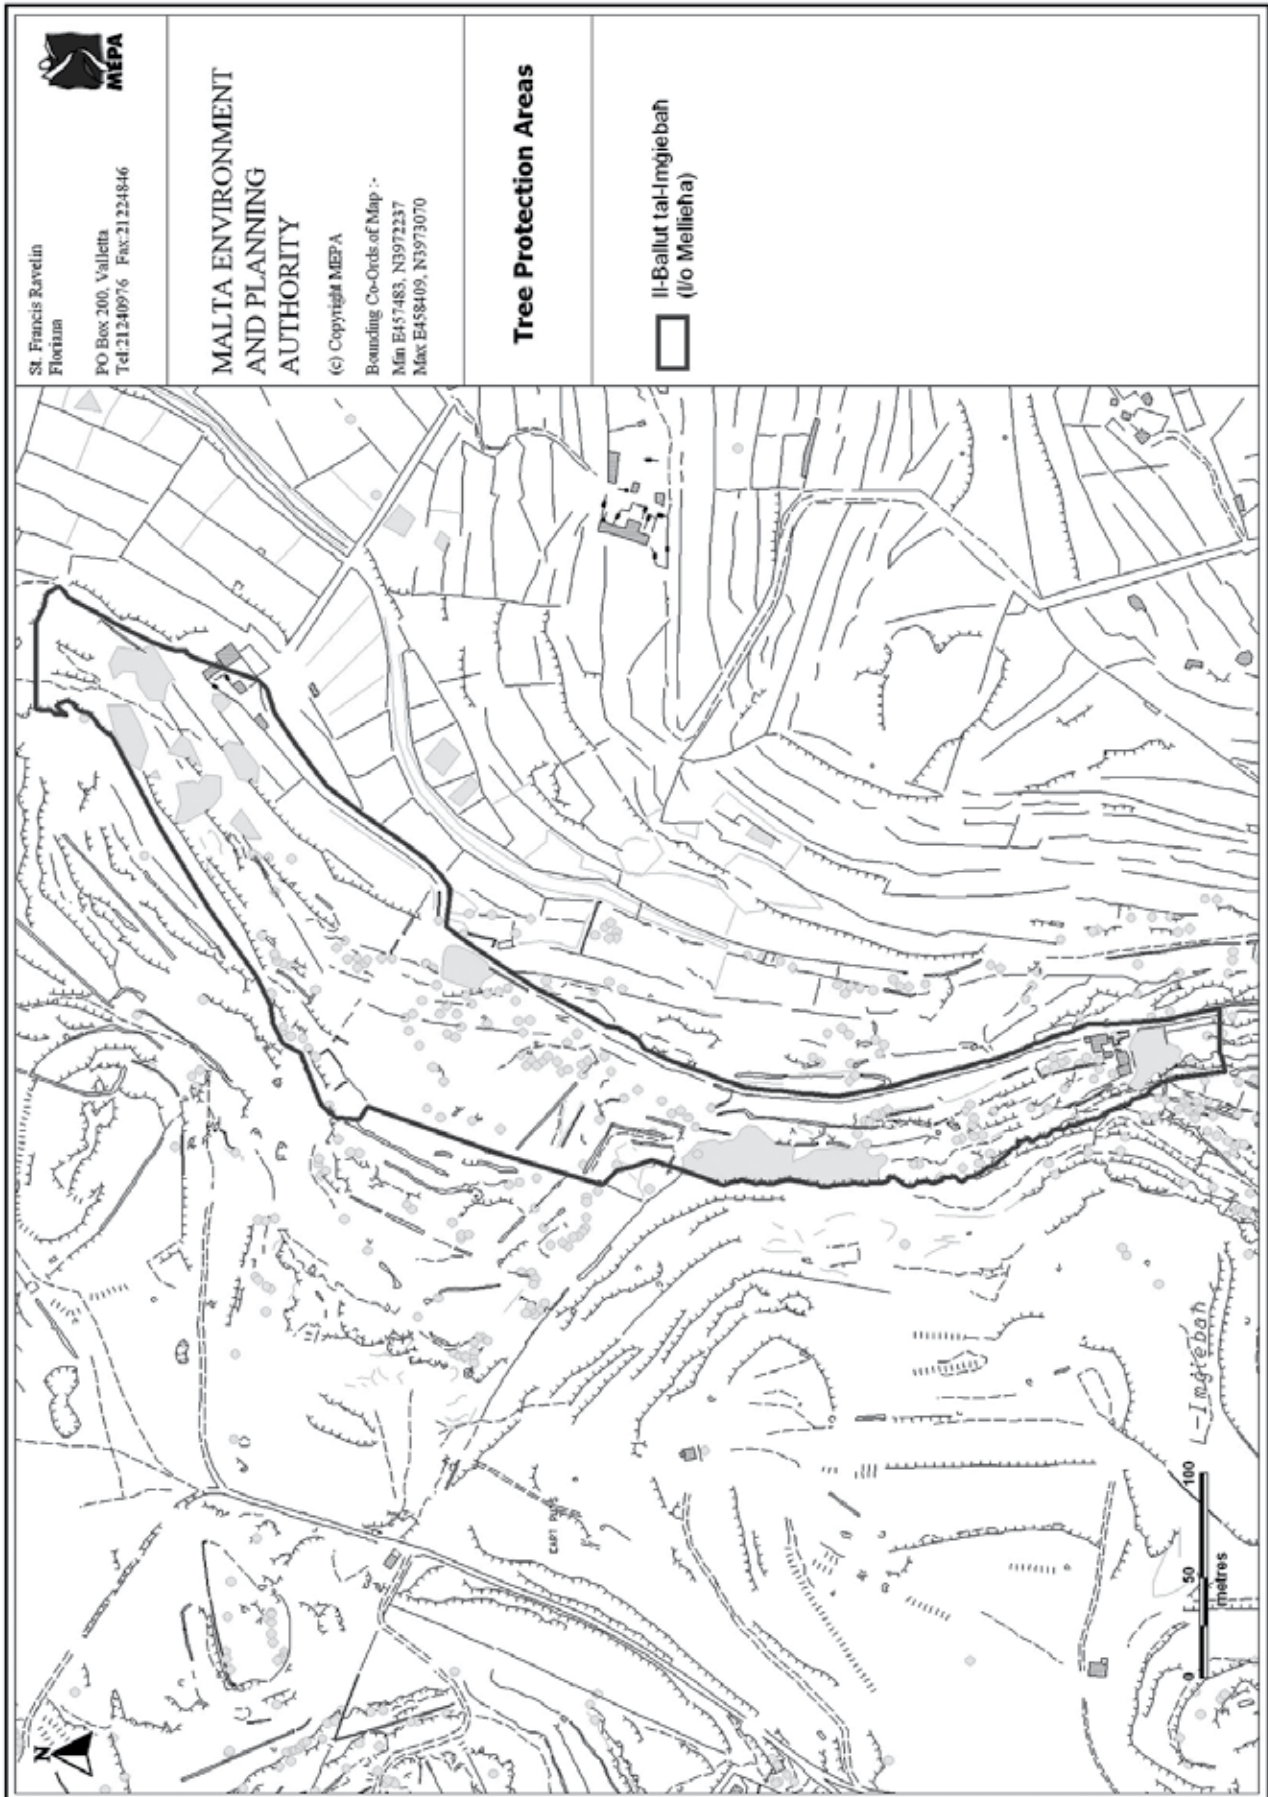 St. Francis Ravelin
Floriana
PO Box 200, Valletta
Tel:21240976 Fax:21224846
MEPA
MALTA ENVIRONMENT
AND PLANNING
AUTHORITY
(c) Copyright MEPA
Bounding Co-Ords.of Map :-
Min E457483, N3972237
Max E458409, N3973070
Tree Protection Areas
Il-Ballut tal-Imġiebaħ
(l/o Mellieħa)
N
L-Imġiebaħ
0 50 100
metres